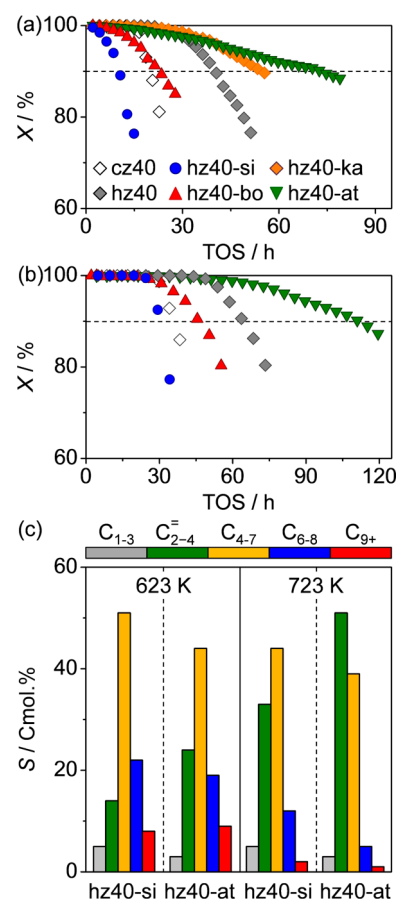 (a)
100
80
60
X / %
cz40
hz40-si
hz40-ka
hz40
hz40-bo
hz40-at
0
30
60
90
TOS / h
(b)
100
80
60
X / %
0
30
60
90
120
TOS / h
(c)
C1-3
C=2–4
C4-7
C6-8
C9+
60
40
20
0
S / Cmol.%
623 K
723 K
hz40-si
hz40-at
hz40-si
hz40-at